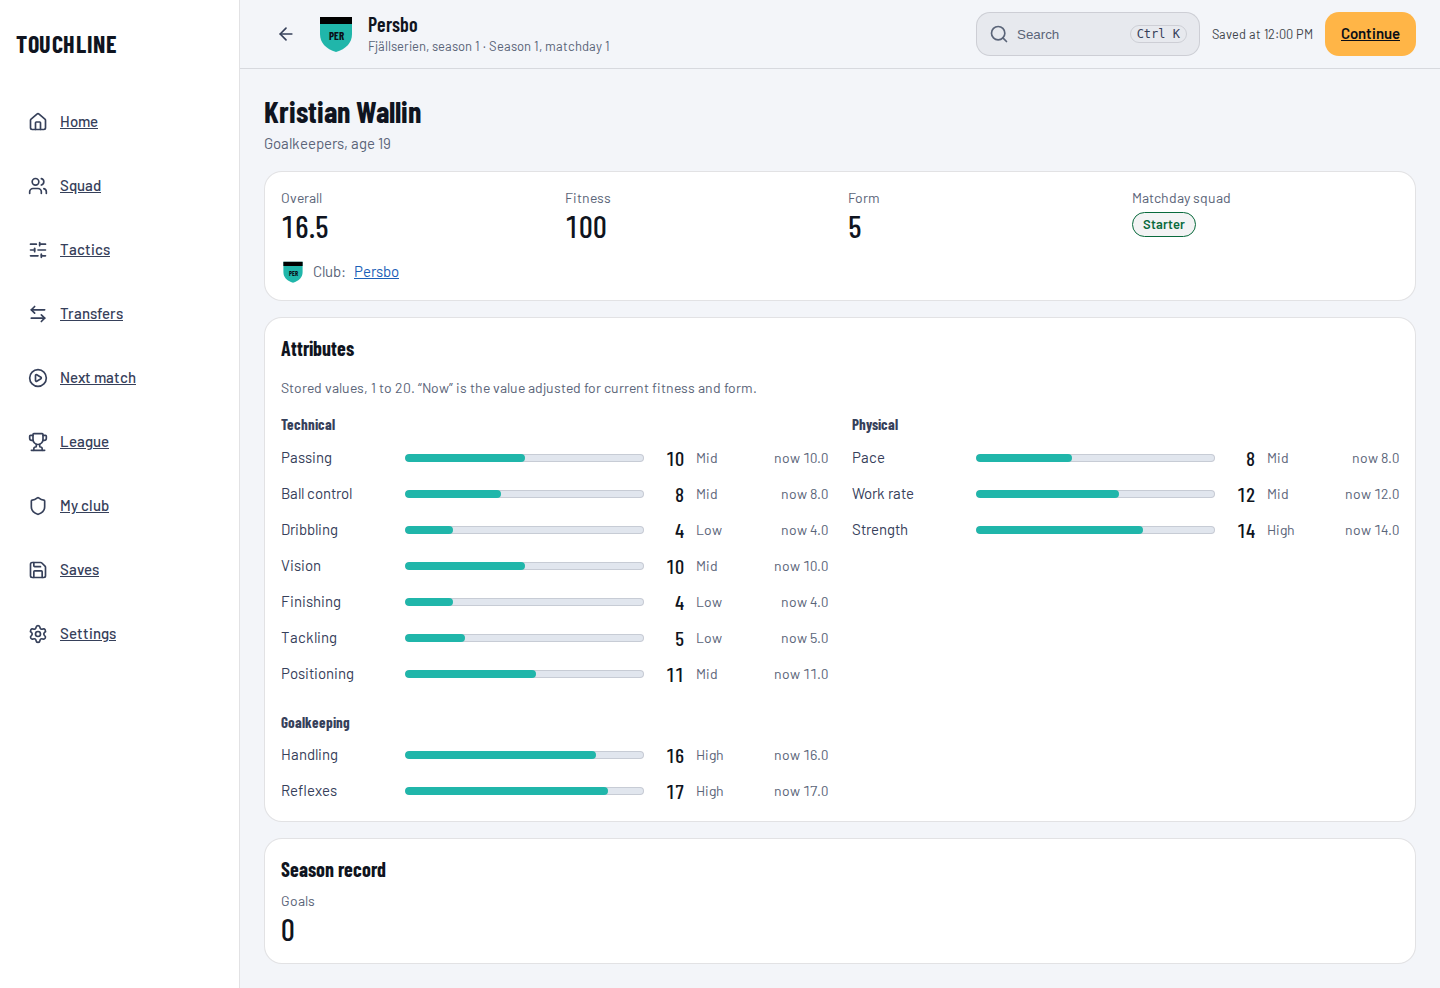 TOUCHLINE
Home
Squad
Tactics
Transfers
Next match
League
My club
Saves
Settings
PER
Persbo
Fjällserien, season 1 · Season 1, matchday 1
Search
Ctrl K
Saved at 12:00 PM
Continue
Kristian Wallin
Goalkeepers, age 19
Overall
16.5
Fitness
100
Form
5
Matchday squad
Starter
PER
Club: Persbo
Attributes
Stored values, 1 to 20. “Now” is the value adjusted for current fitness and form.
Technical
Passing 10 Mid now 10.0
Ball control 8 Mid now 8.0
Dribbling 4 Low now 4.0
Vision 10 Mid now 10.0
Finishing 4 Low now 4.0
Tackling 5 Low now 5.0
Positioning 11 Mid now 11.0
Physical
Pace 8 Mid now 8.0
Work rate 12 Mid now 12.0
Strength 14 High now 14.0
Goalkeeping
Handling 16 High now 16.0
Reflexes 17 High now 17.0
Season record
Goals
0